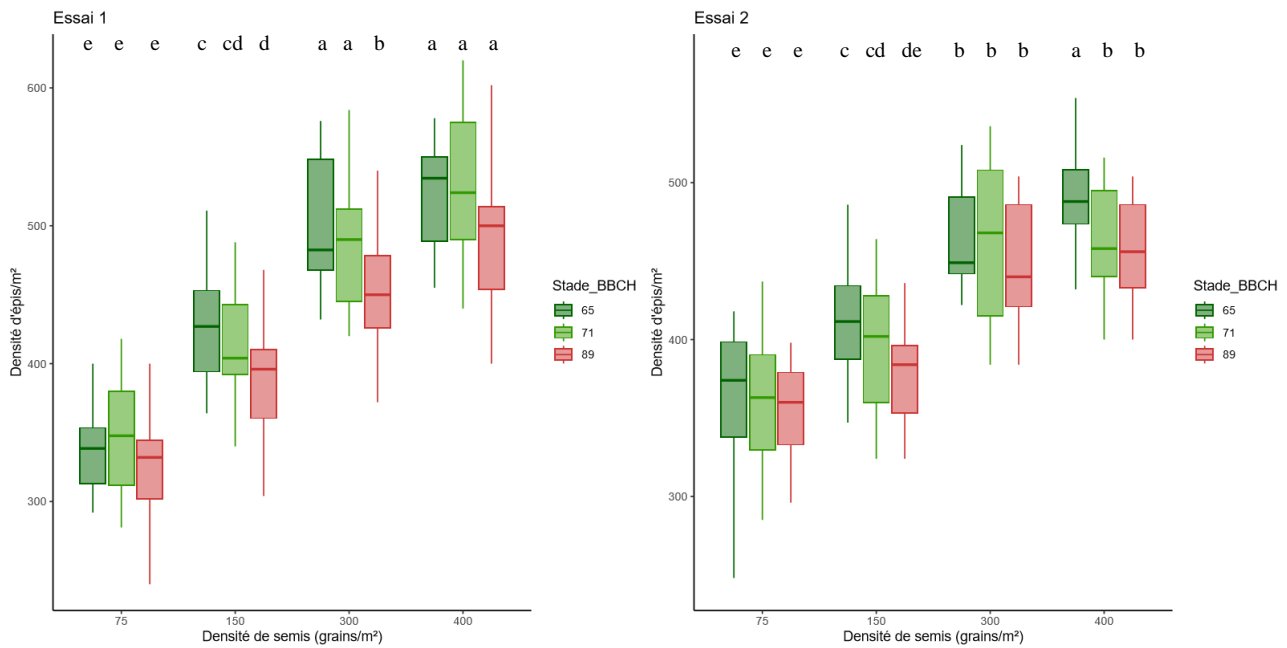 Essai 1
e e e c cd d a a b a a a
600
500
400
300
Densité d'épis/m²
75 150 300 400
Densité de semis (grains/m²)
Stade_BBCH
65
71
89
Essai 2
e e e c cd de b b b a b b
500
400
300
Densité d'épis/m²
75 150 300 400
Densité de semis (grains/m²)
Stade_BBCH
65
71
89